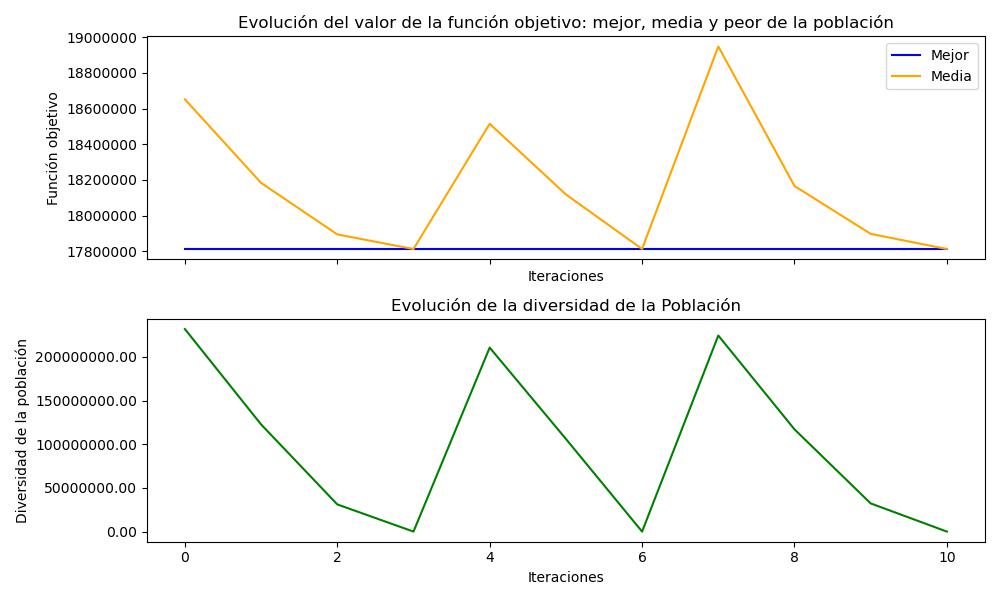 Evolución del valor de la función objetivo: mejor, media y peor de la población
19000000
18800000
18600000
18400000
18200000
18000000
17800000
Función objetivo
Mejor
Media
Iteraciones
Evolución de la diversidad de la Población
200000000.00
150000000.00
100000000.00
50000000.00
0.00
Diversidad de la población
0 2 4 6 8 10
Iteraciones